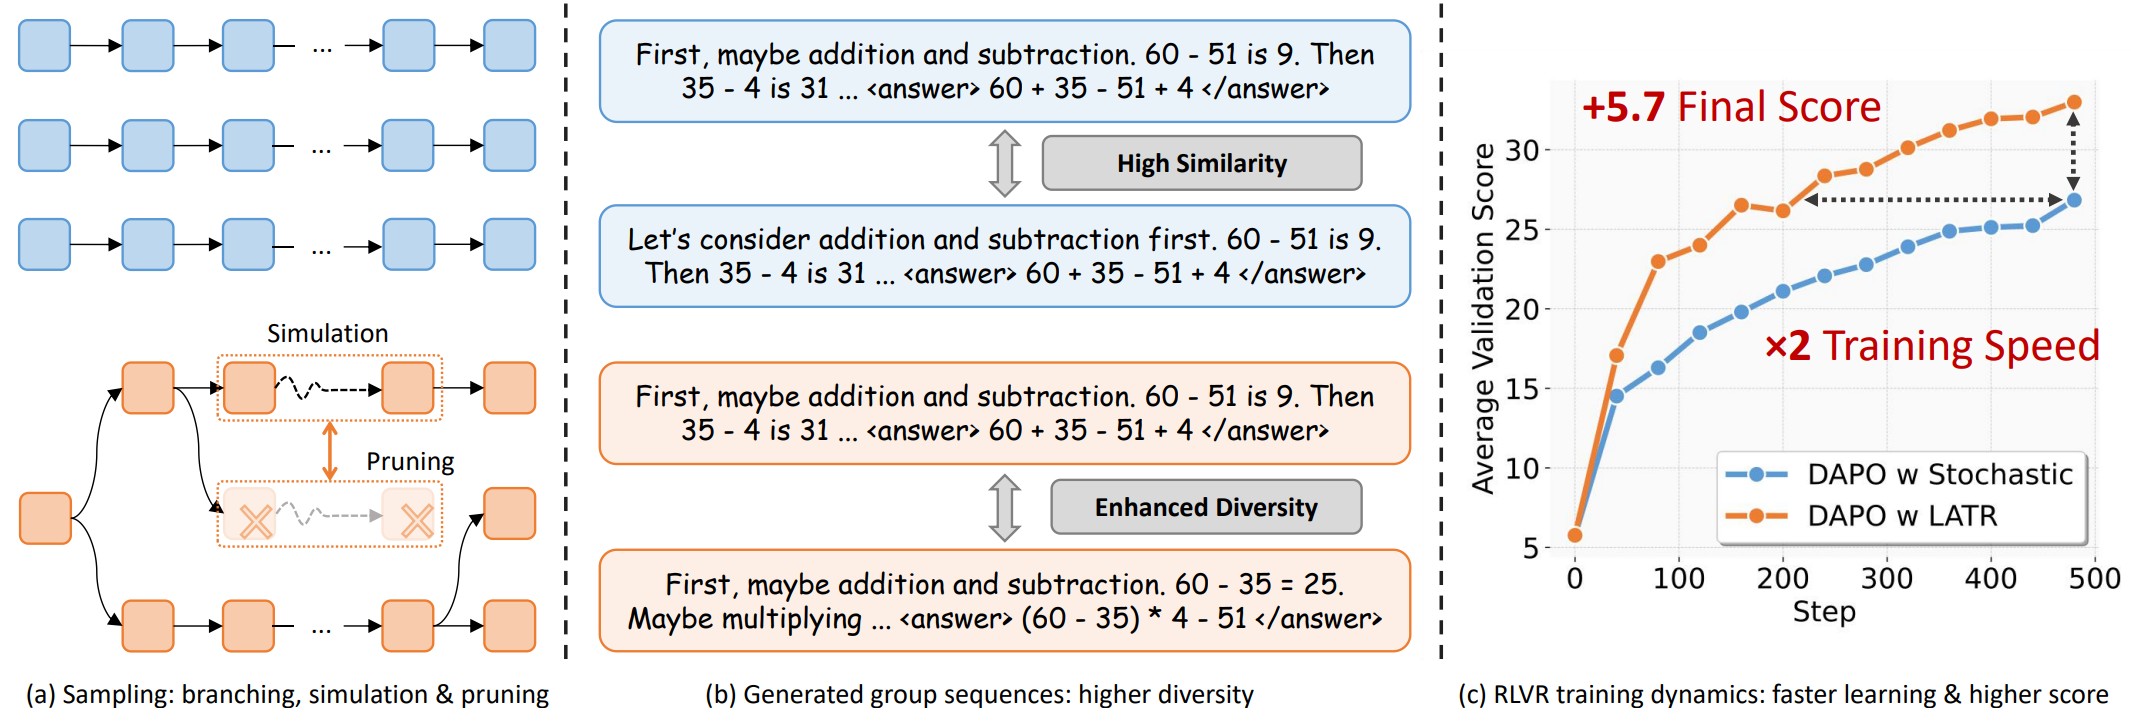 ...
...
...
Simulation
Pruning
...
(a) Sampling: branching, simulation & pruning
First, maybe addition and subtraction. 60 - 51 is 9. Then
35 - 4 is 31 ... <answer> 60 + 35 - 51 + 4 </answer>
High Similarity
Let's consider addition and subtraction first. 60 - 51 is 9.
Then 35 - 4 is 31 ... <answer> 60 + 35 - 51 + 4 </answer>
First, maybe addition and subtraction. 60 - 51 is 9. Then
35 - 4 is 31 ... <answer> 60 + 35 - 51 + 4 </answer>
Enhanced Diversity
First, maybe addition and subtraction. 60 - 35 = 25.
Maybe multiplying ... <answer> (60 - 35) * 4 - 51 </answer>
(b) Generated group sequences: higher diversity
+5.7 Final Score
×2 Training Speed
Average Validation Score
30
25
20
15
10
5
DAPO w Stochastic
DAPO w LATR
0 100 200 300 400 500
Step
(c) RLVR training dynamics: faster learning & higher score